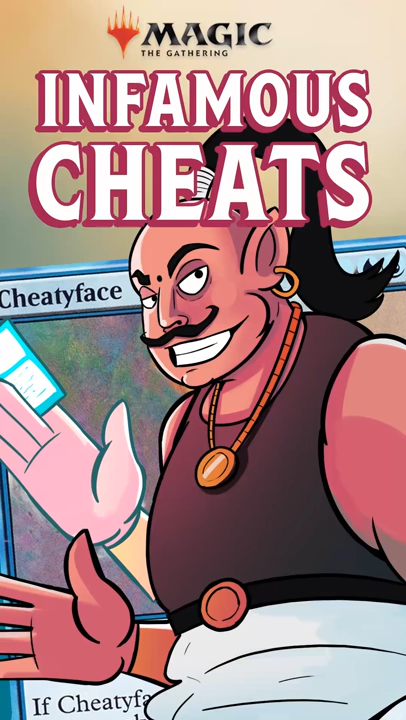 MAGIC
THE GATHERING
INFAMOUS
CHEATS
Cheatyface
If Cheatyfa